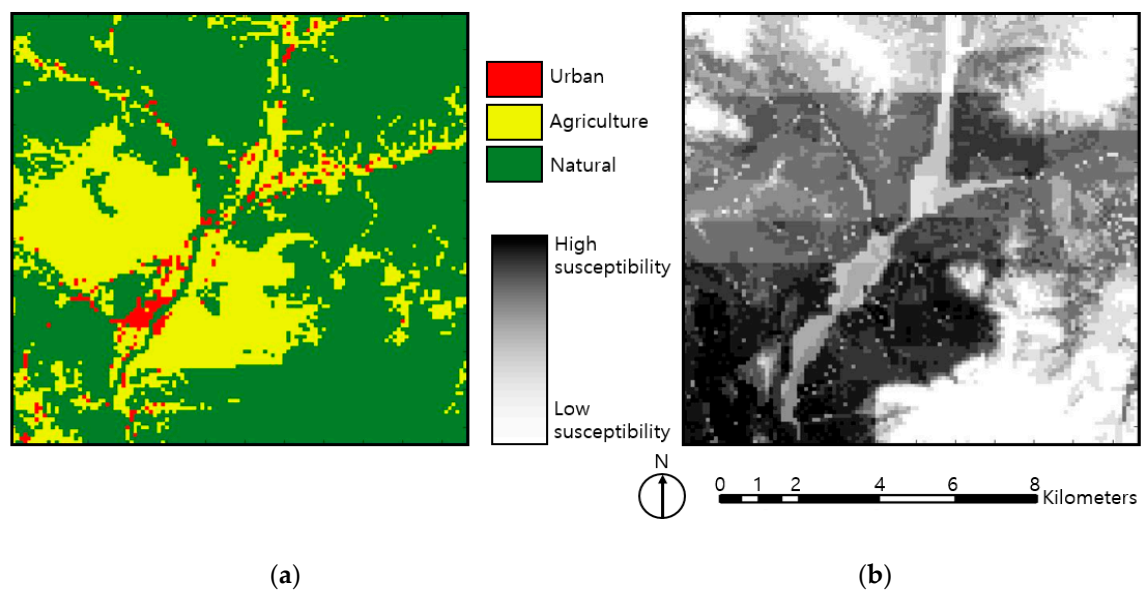 Urban
Agriculture
Natural
High
susceptibility
Low
susceptibility
N
0 1 2 4 6 8 Kilometers
(a) (b)